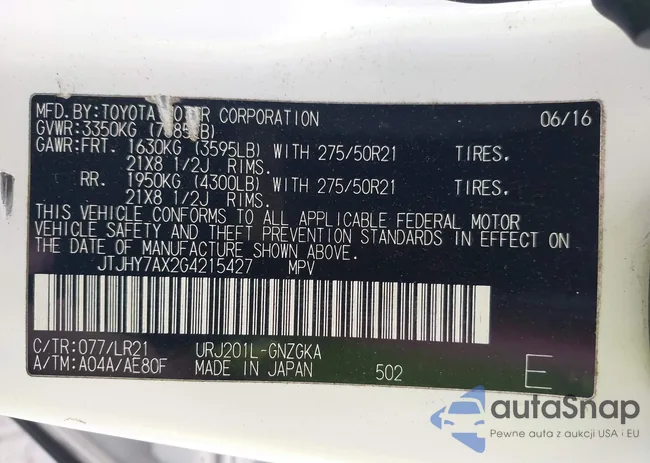 MFD.BY:TOYOTA MOTOR CORPORATION 06/16
GVWR:3350KG (7385LB)
GAWR:FRT. 1630KG (3595LB) WITH 275/50R21 TIRES.
21X8 1/2J RIMS.
RR. 1950KG (4300LB) WITH 275/50R21 TIRES.
21X8 1/2J RIMS.
THIS VEHICLE CONFORMS TO ALL APPLICABLE FEDERAL MOTOR
VEHICLE SAFETY AND THEFT PREVENTION STANDARDS IN EFFECT ON
THE DATE OF MANUFACTURE SHOWN ABOVE.
JTJHY7AX2G4215427 MPV
C/TR:077/LR21 URJ201L-GNZGKA
A/TM:A04A/AE80F MADE IN JAPAN 502 E
autaSnap
Pewne auta z aukcji USA i EU